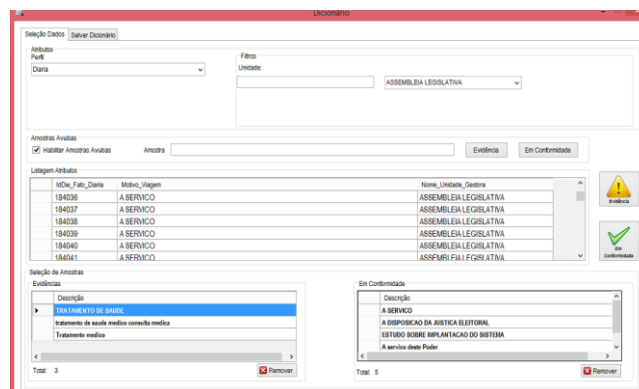 Dicionário
Seleção Dados Salvar Dicionário
Atributos
Perfil
Diaria
Filtros
Unidade:
ASSEMBLEIA LEGISLATIVA
Amostras Avulsas
Habilitar Amostras Avulsas Amostra Evidência Em Conformidade
Listagem Atributos
IdDw_Fato_Diaria Motivo_Viagem Nome_Unidade_Gestora
184036 A SERVICO ASSEMBLEIA LEGISLATIVA
184037 A SERVICO ASSEMBLEIA LEGISLATIVA
184038 A SERVICO ASSEMBLEIA LEGISLATIVA
184039 A SERVICO ASSEMBLEIA LEGISLATIVA
184040 A SERVICO ASSEMBLEIA LEGISLATIVA
184041 A SERVICO ASSEMBLEIA LEGISLATIVA
Evidência
Em
Conformidade
Seleção de Amostras
Evidências
Descrição
TRATAMENTO DE SAUDE
tratamento de saude medico consulta medica
Tratamento medico
Total 3 Remover
Em Conformidade
Descrição
A SERVICO
A DISPOSICAO DA JUSTICA ELEITORAL
ESTUDO SOBRE IMPLANTACAO DO SISTEMA
A servico deste Poder
Total 5 Remover